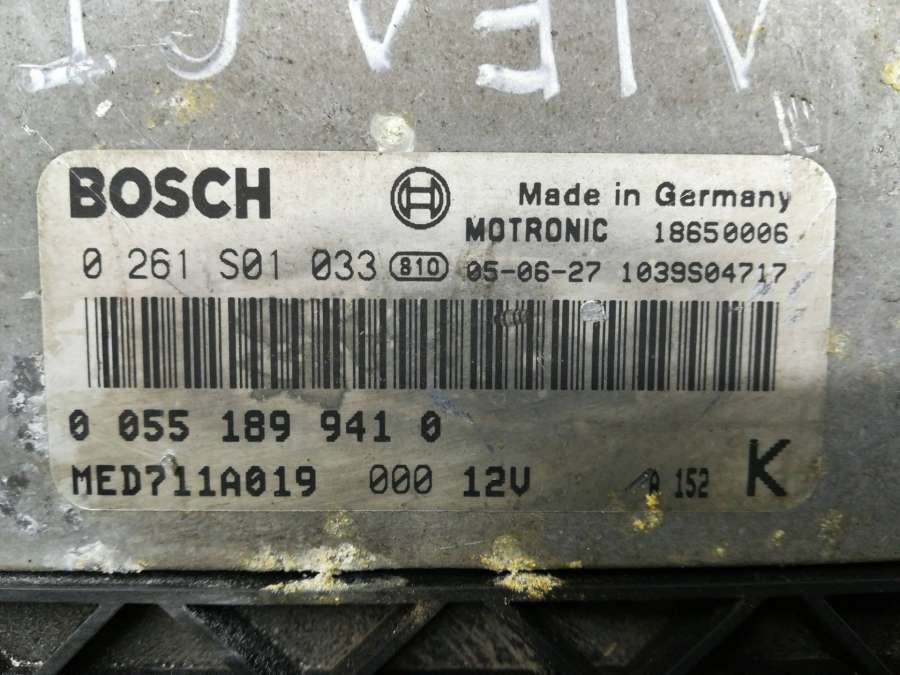 BOSCH
Made in Germany
MOTRONIC 18650006
0 261 S01 033 810 05-06-27 1039S04717
0 055 189 941 0
MED711A019 000 12V A 152 K